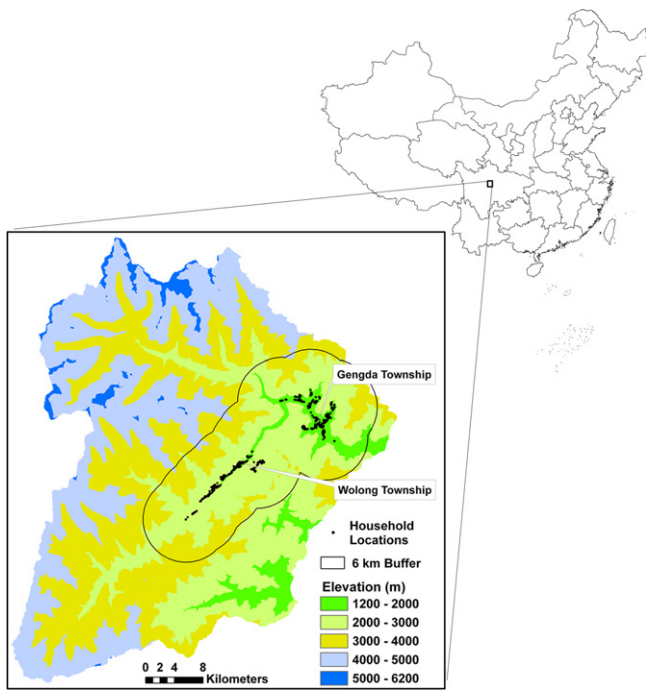 Gengda Township
Wolong Township
Household
Locations
6 km Buffer
Elevation (m)
1200 - 2000
2000 - 3000
3000 - 4000
4000 - 5000
5000 - 6200
0 2 4 8
Kilometers